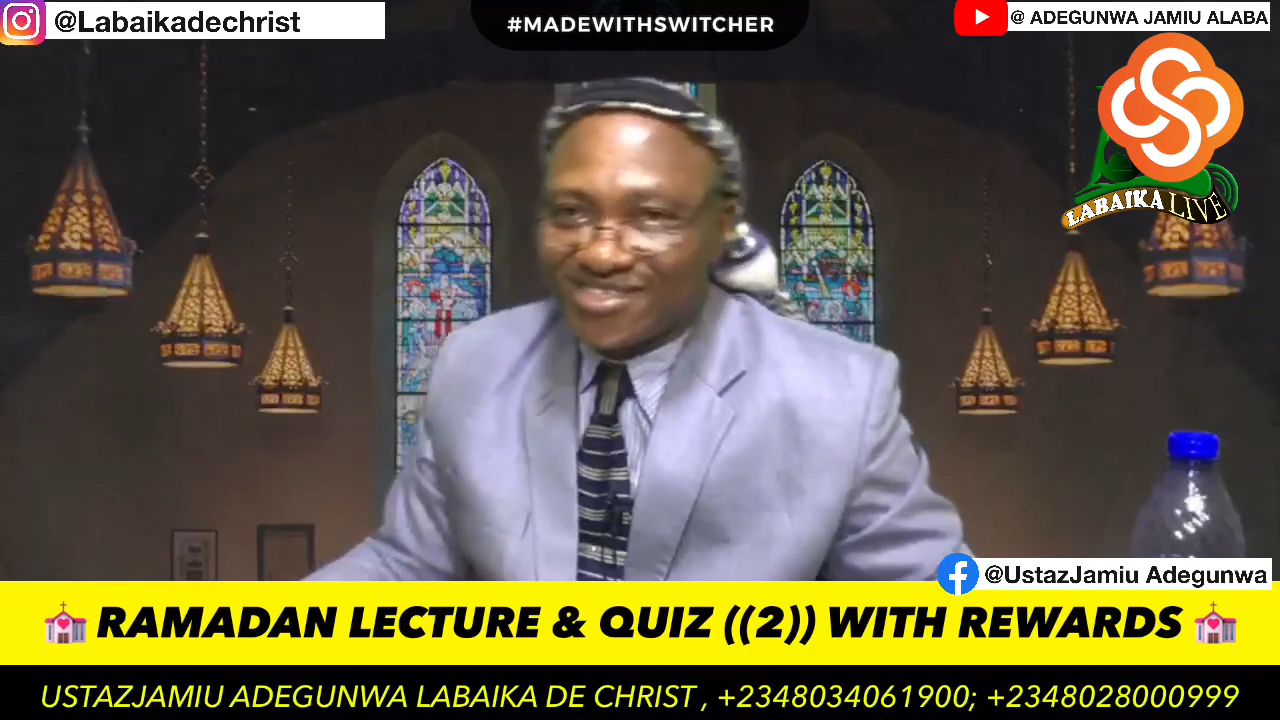 @Labaikadechrist
#MADEWITHSWITCHER
@ ADEGUNWA JAMIU ALABA
LABAIKA LIVE
@UstazJamiu Adegunwa
RAMADAN LECTURE & QUIZ ((2)) WITH REWARDS
USTAZJAMIU ADEGUNWA LABAIKA DE CHRIST , +2348034061900; +2348028000999